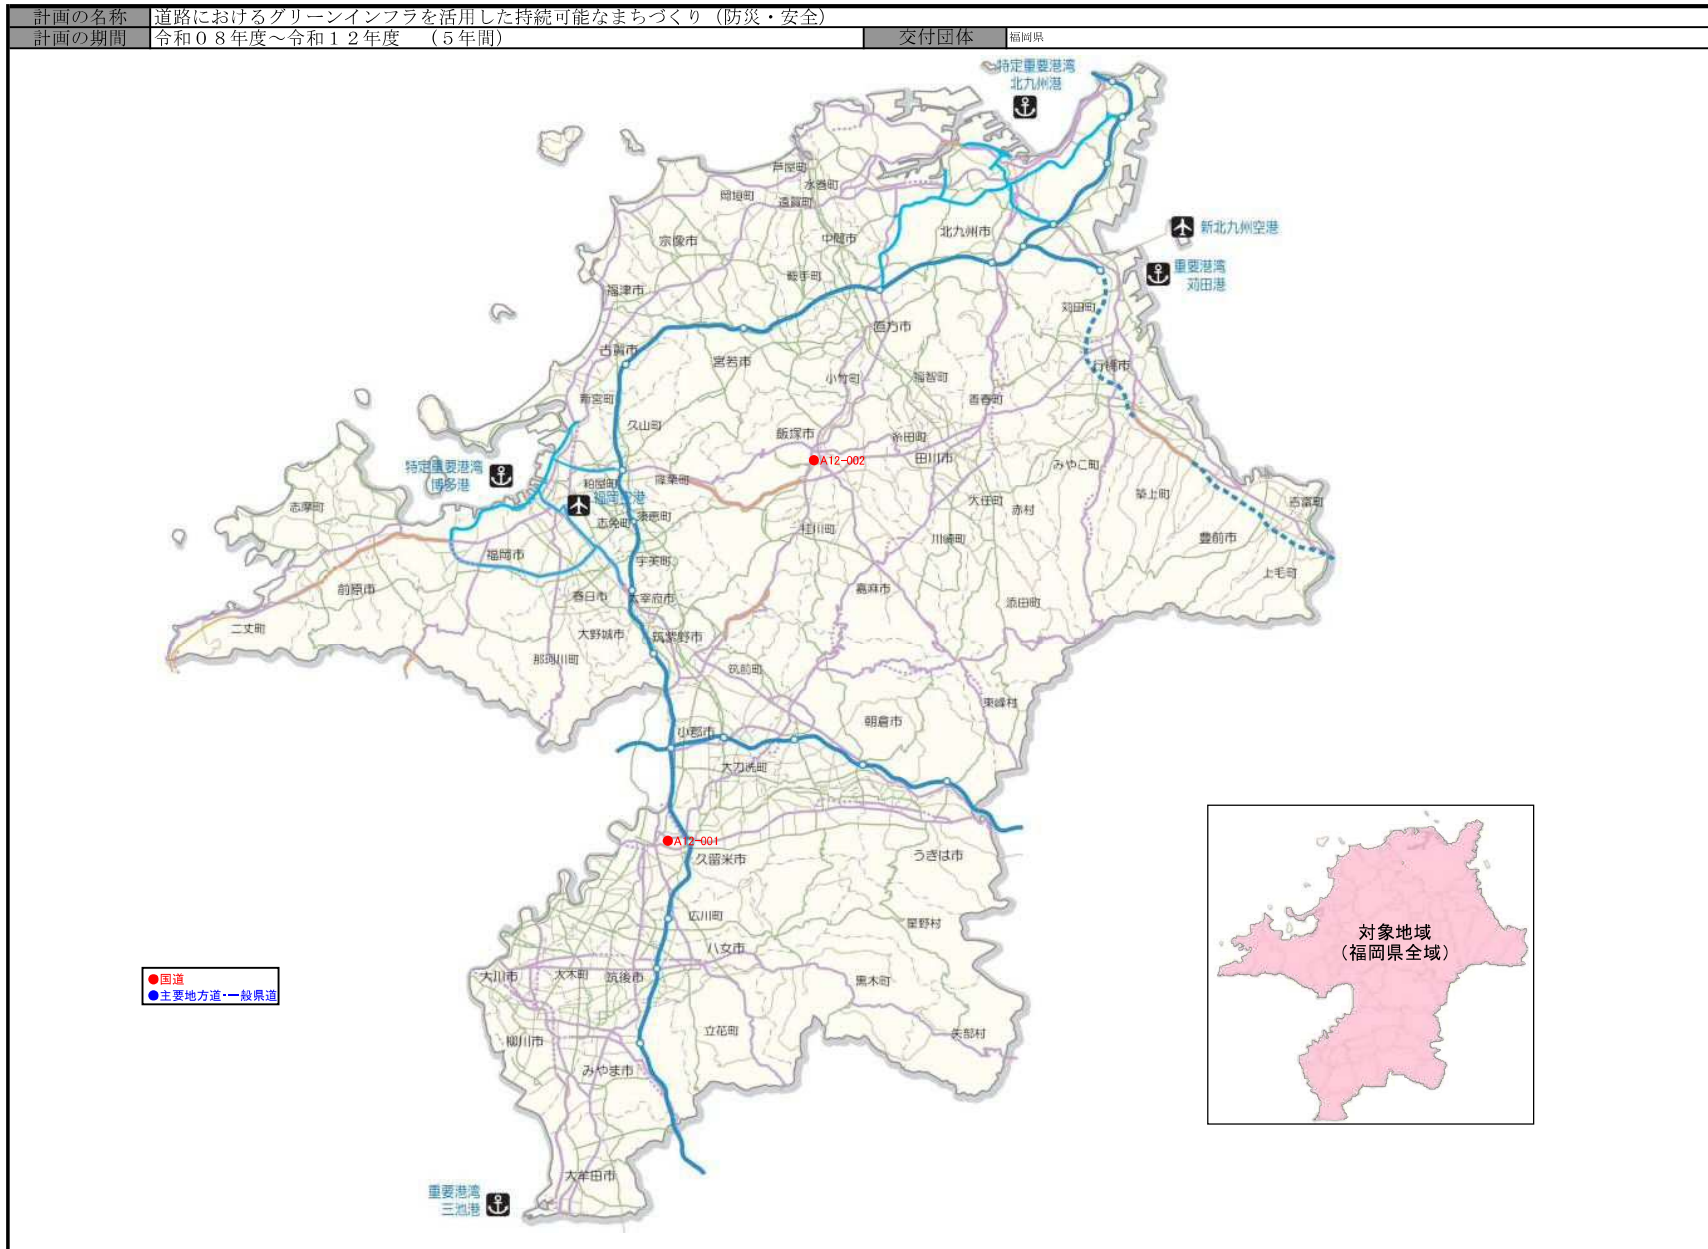 計画の名称 道路におけるグリーンインフラを活用した持続可能なまちづくり（防災・安全）
計画の期間 令和０８年度～令和１２年度　（５年間） 交付団体 福岡県
特定重要港湾
北九州港
芦屋町
水巻町
岡垣町
遠賀町
宗像市
中間市
北九州市
新北九州空港
鞍手町
重要港湾
苅田港
福津市
苅田町
直方市
古賀市
宮若市
行橋市
小竹町
福智町
新宮町
香春町
久山町
飯塚市
糸田町
A12-002
田川市
みやこ町
特定重要港湾
博多港
粕屋町
篠栗町
福岡空港
築上町
吉富町
志摩町
大任町
赤村
志免町
須恵町
桂川町
川崎町
豊前市
福岡市
宇美町
上毛町
前原市
嘉麻市
春日市
太宰府市
添田町
二丈町
大野城市
筑紫野市
那珂川町
筑前町
東峰村
朝倉市
小郡市
大刀洗町
A12-001
久留米市
うきは市
広川町
星野村
八女市
対象地域
（福岡県全域）
大川市
大木町
筑後市
黒木町
●国道
●主要地方道・一般県道
立花町
矢部村
柳川市
みやま市
大牟田市
重要港湾
三池港